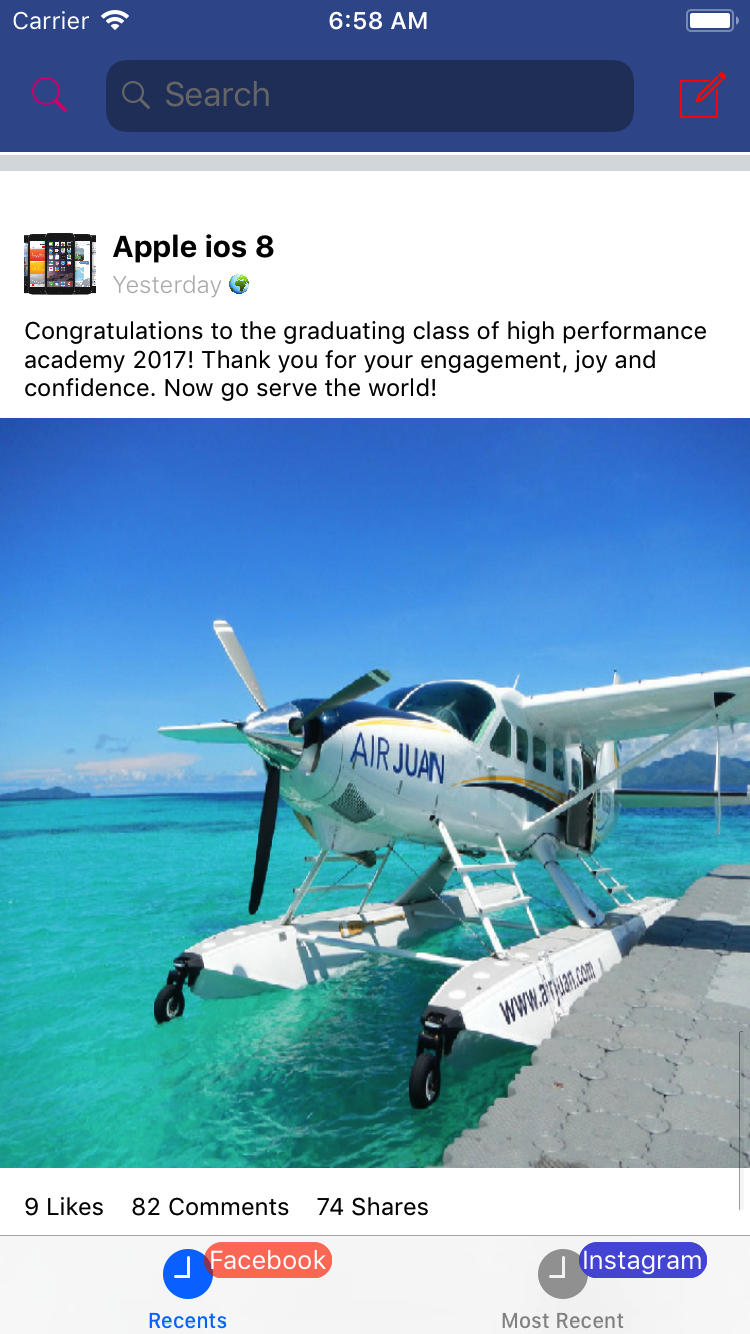 Carrier 6:58 AM
Search
Apple ios 8
Yesterday
Congratulations to the graduating class of high performance
academy 2017! Thank you for your engagement, joy and
confidence. Now go serve the world!
AIR JUAN
www.airjuan.com
9 Likes 82 Comments 74 Shares
Facebook Instagram
Recents Most Recent